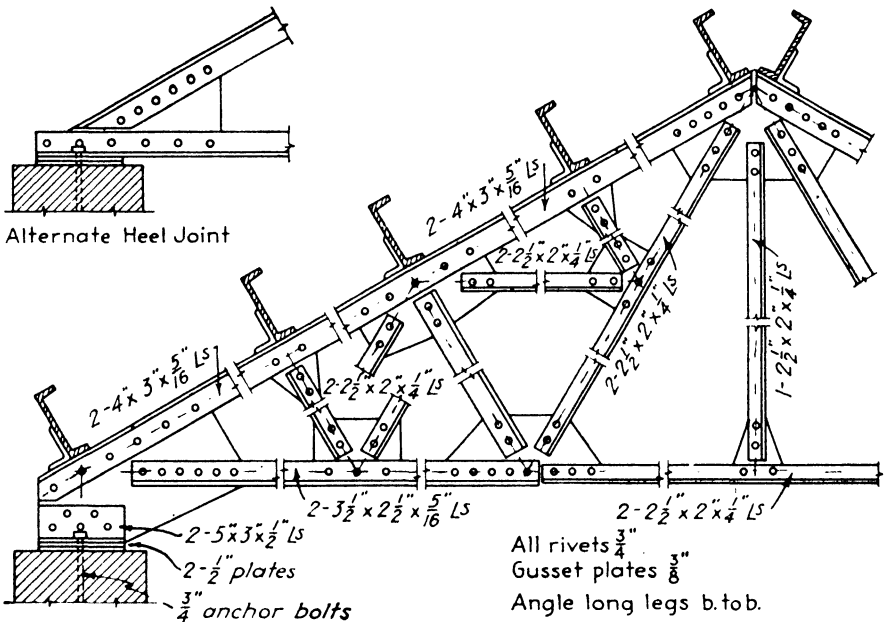 Alternate Heel Joint
2-4"x3"x5/16" Ls
2-2 1/2"x2"x1/4" Ls
2-2 1/2"x2"x1/4" Ls
1-2 1/2"x2"x1/4" Ls
2-4"x3"x5/16" Ls
2-2 1/2"x2"x1/4" Ls
2-3 1/2"x2 1/2"x5/16" Ls
2-2 1/2"x2"x1/4" Ls
2-5"x3"x1/2" Ls
2-1/2" plates
3/4" anchor bolts
All rivets 3/4"
Gusset plates 3/8"
Angle long legs b. to b.